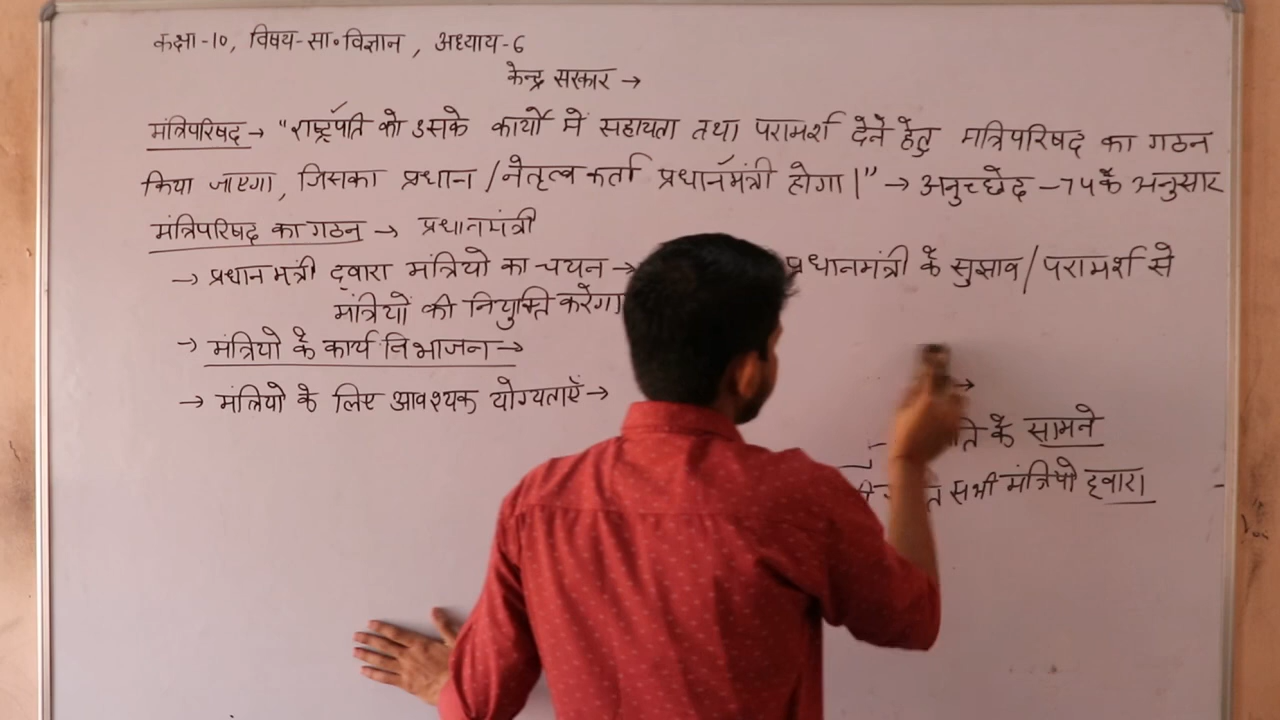 कक्षा-10, विषय-सा॰विज्ञान, अध्याय-6
केन्द्र सरकार →
मंत्रिपरिषद → "राष्ट्रपति को उसके कार्यो मे सहायता तथा परामर्श देने हेतु मंत्रिपरिषद का गठन
किया जाएगा, जिसका प्रधान/नेतृत्व कर्ता प्रधानमंत्री होगा।" → अनुच्छेद -74 के अनुसार
मंत्रिपरिषद का गठन → प्रधानमंत्री
→ प्रधानमंत्री द्वारा मंत्रियो का चयन → प्रधानमंत्री के सुझाव/परामर्श से
मंत्रियो की नियुक्ति करेगा
→ मंत्रियो के कार्य विभाजन →
→ मंत्रियो के लिए आवश्यक योग्यताएँ → →
के सामने
सभी मंत्रियो द्वारा